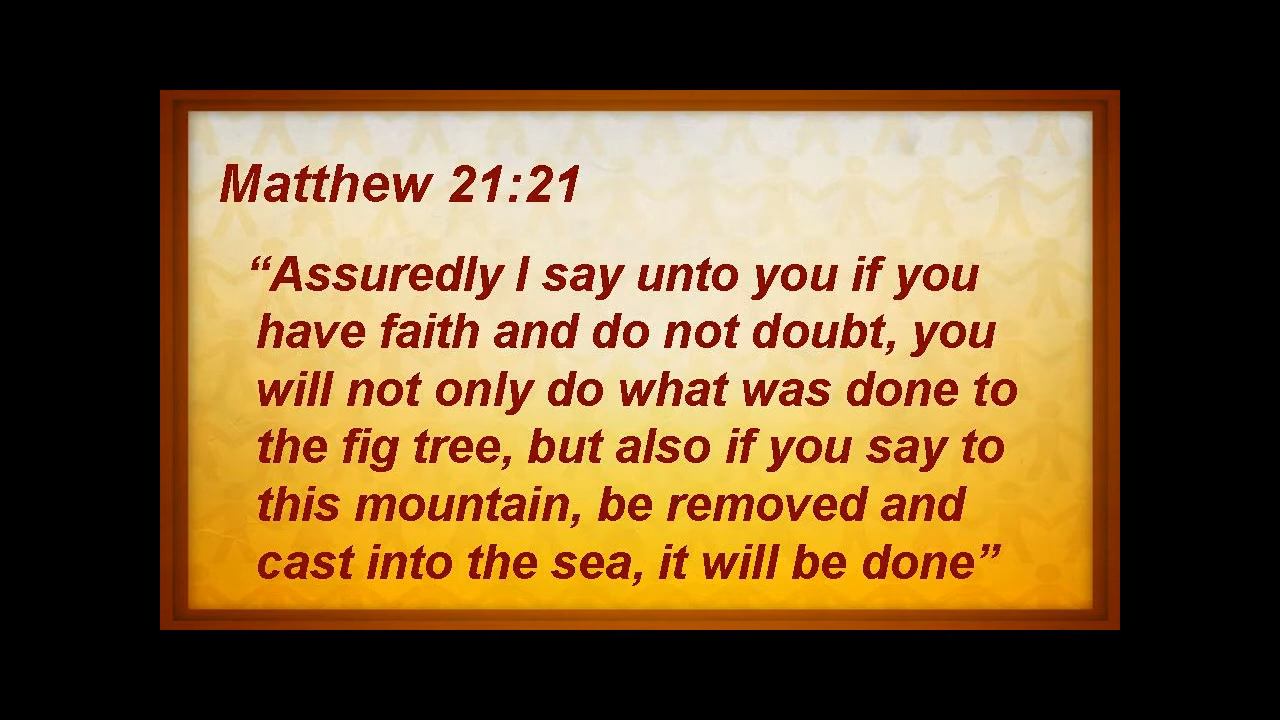 Matthew 21:21
“Assuredly I say unto you if you
have faith and do not doubt, you
will not only do what was done to
the fig tree, but also if you say to
this mountain, be removed and
cast into the sea, it will be done”